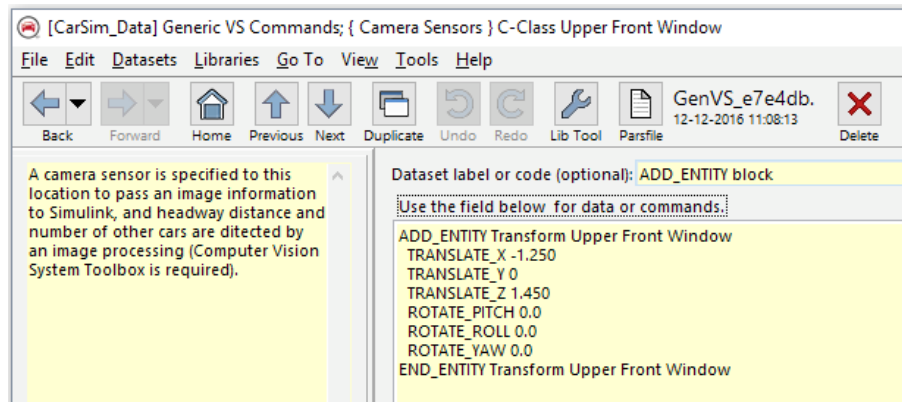 [CarSim_Data] Generic VS Commands; { Camera Sensors } C-Class Upper Front Window
File Edit Datasets Libraries Go To View Tools Help
Back Forward Home Previous Next Duplicate Undo Redo Lib Tool Parsfile GenVS_e7e4db. Delete
12-12-2016 11:08:13
A camera sensor is specified to this
location to pass an image information
to Simulink, and headway distance and
number of other cars are ditected by
an image processing (Computer Vision
System Toolbox is required).
Dataset label or code (optional): ADD_ENTITY block
Use the field below for data or commands.
ADD_ENTITY Transform Upper Front Window
TRANSLATE_X -1.250
TRANSLATE_Y 0
TRANSLATE_Z 1.450
ROTATE_PITCH 0.0
ROTATE_ROLL 0.0
ROTATE_YAW 0.0
END_ENTITY Transform Upper Front Window